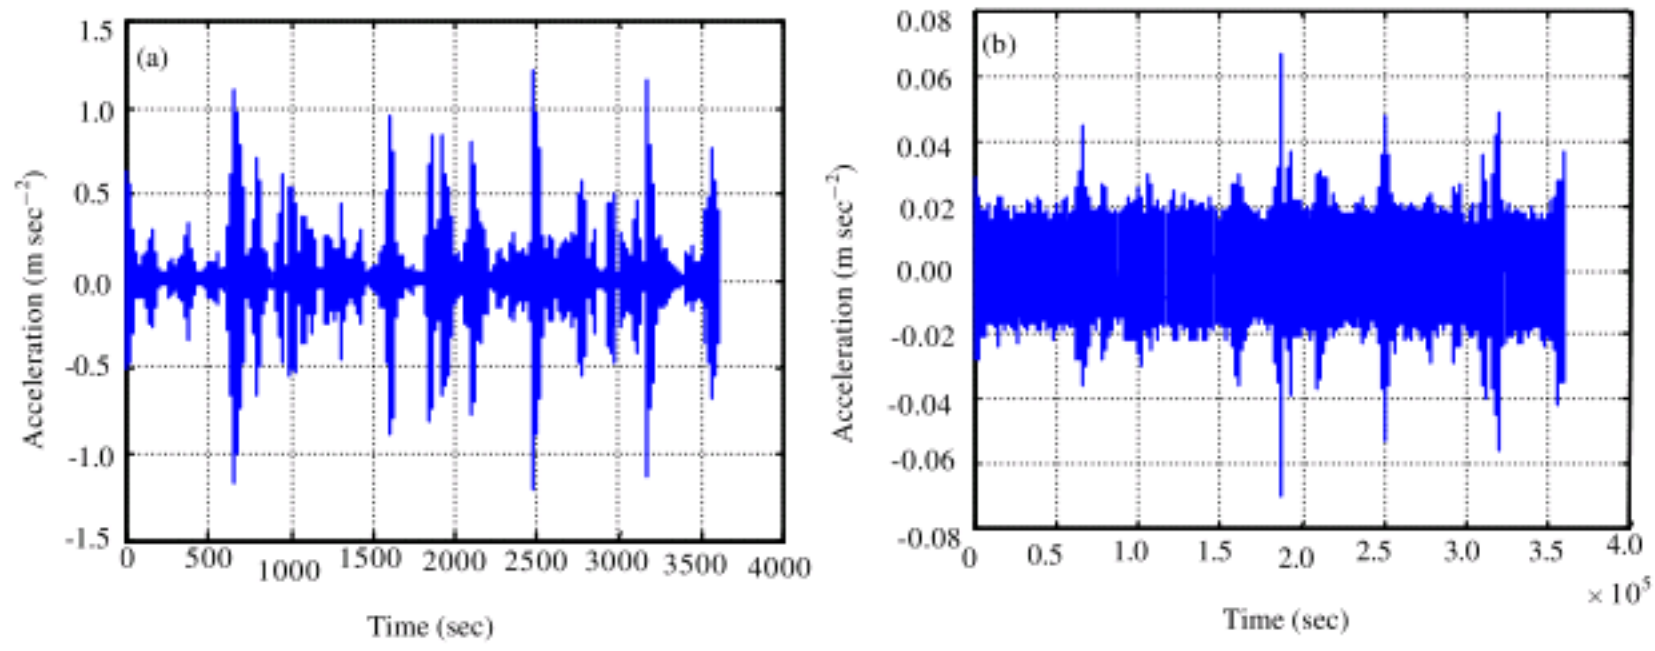 (a)
1.5
1.0
0.5
0.0
-0.5
-1.0
-1.5
Acceleration (m sec−2)
0 500 1000 1500 2000 2500 3000 3500 4000
Time (sec)
(b)
0.08
0.06
0.04
0.02
0.00
-0.02
-0.04
-0.06
-0.08
Acceleration (m sec−2)
0 0.5 1.0 1.5 2.0 2.5 3.0 3.5 4.0
× 10^5
Time (sec)